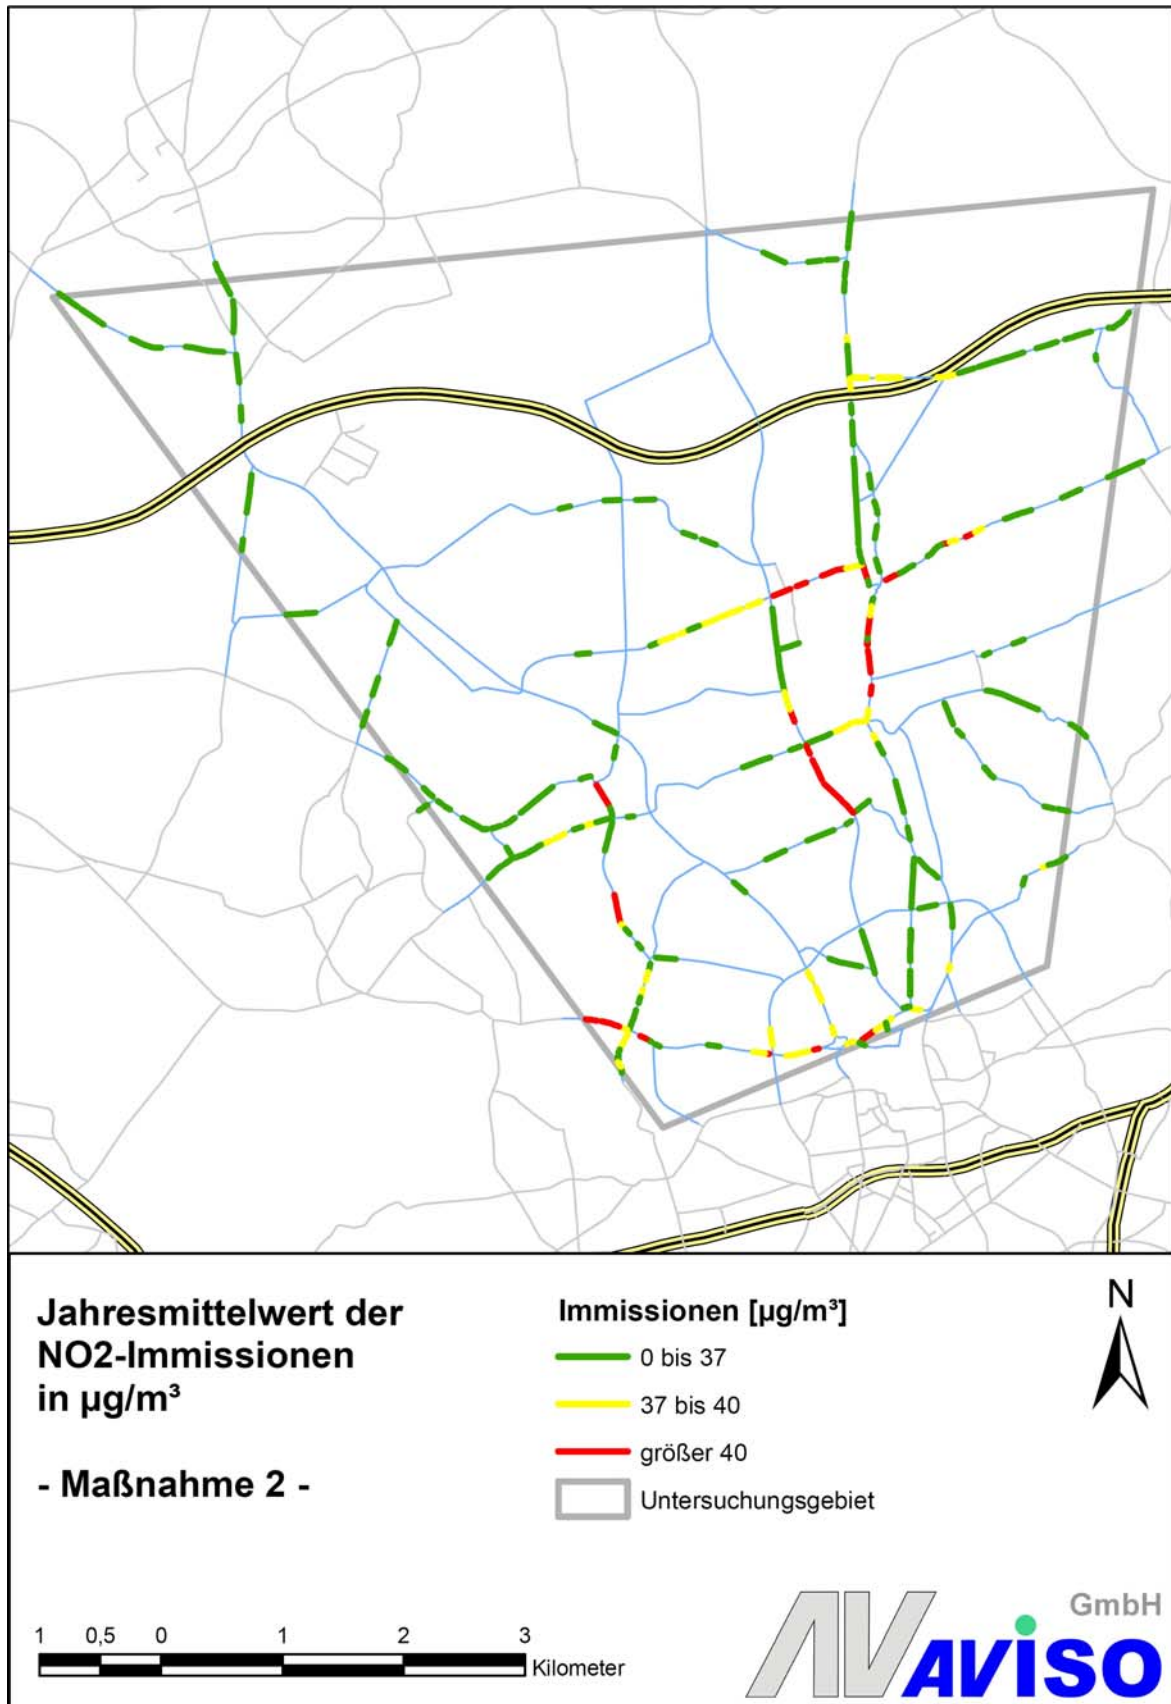 Jahresmittelwert der
NO2-Immissionen
in µg/m³
- Maßnahme 2 -
Immissionen [µg/m³]
0 bis 37
37 bis 40
größer 40
Untersuchungsgebiet
N
1 0,5 0 1 2 3
Kilometer
GmbH
AVISO